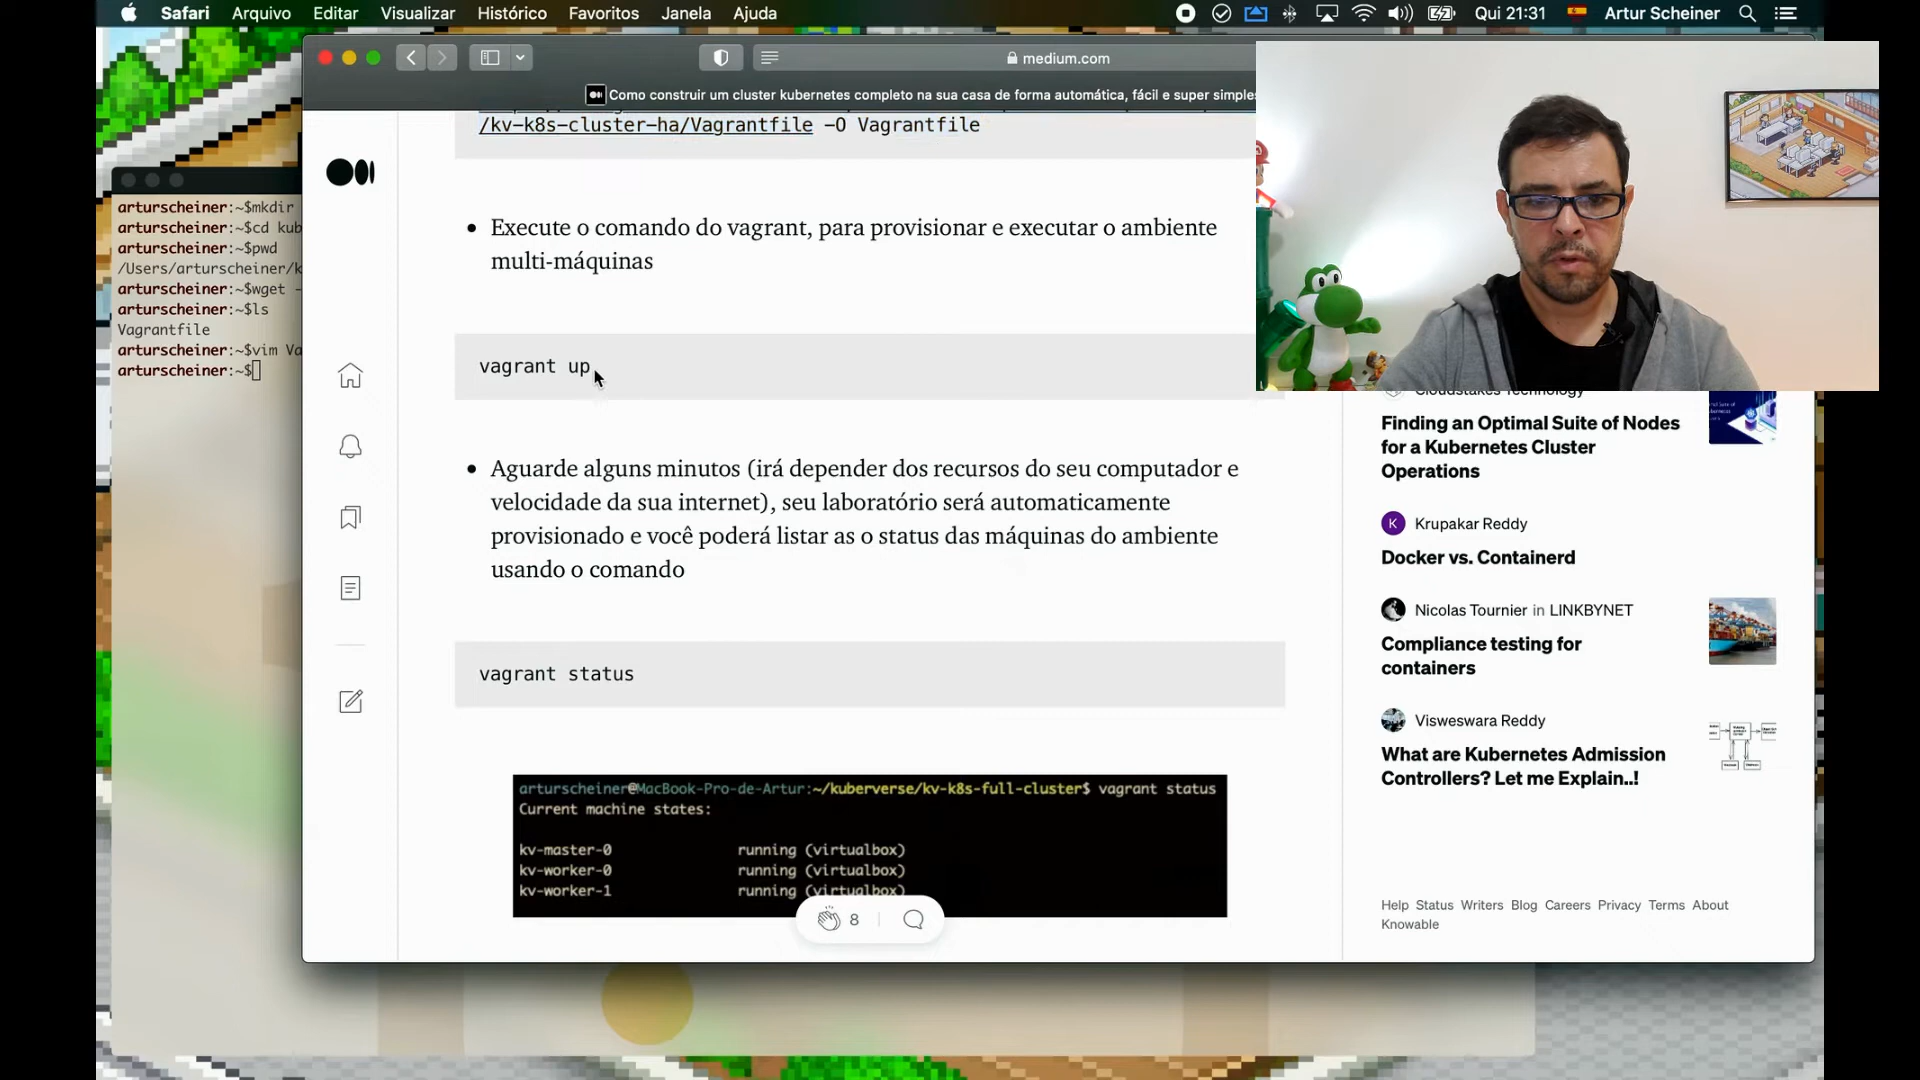 Safari Arquivo Editar Visualizar Histórico Favoritos Janela Ajuda Qui 21:31 Artur Scheiner
medium.com
Como construir um cluster kubernetes completo na sua casa de forma automática, fácil e super simples
/kv-k8s-cluster-ha/Vagrantfile -O Vagrantfile
arturscheiner:~$mkdir
arturscheiner:~$cd kub
arturscheiner:~$pwd
/Users/arturscheiner/k
arturscheiner:~$wget -
arturscheiner:~$ls
Vagrantfile
arturscheiner:~$vim Va
arturscheiner:~$
Execute o comando do vagrant, para provisionar e executar o ambiente
multi-máquinas
vagrant up
Aguarde alguns minutos (irá depender dos recursos do seu computador e
velocidade da sua internet), seu laboratório será automaticamente
provisionado e você poderá listar as o status das máquinas do ambiente
usando o comando
vagrant status
arturscheiner@MacBook-Pro-de-Artur:~/kuberverse/kv-k8s-full-cluster$ vagrant status
Current machine states:
kv-master-0 running (virtualbox)
kv-worker-0 running (virtualbox)
kv-worker-1 running (virtualbox)
8
Cloudstakes Technology
Finding an Optimal Suite of Nodes
for a Kubernetes Cluster
Operations
K Krupakar Reddy
Docker vs. Containerd
Nicolas Tournier in LINKBYNET
Compliance testing for
containers
Visweswara Reddy
What are Kubernetes Admission
Controllers? Let me Explain..!
Help Status Writers Blog Careers Privacy Terms About
Knowable